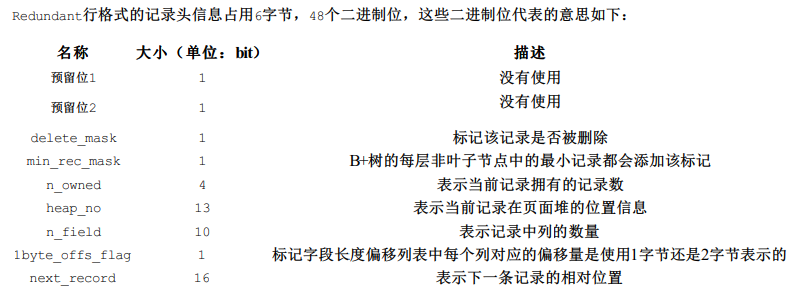 Redundant行格式的记录头信息占用6字节，48个二进制位，这些二进制位代表的意思如下：
名称 大小（单位：bit） 描述
预留位1 1 没有使用
预留位2 1 没有使用
delete_mask 1 标记该记录是否被删除
min_rec_mask 1 B+树的每层非叶子节点中的最小记录都会添加该标记
n_owned 4 表示当前记录拥有的记录数
heap_no 13 表示当前记录在页面堆的位置信息
n_field 10 表示记录中列的数量
1byte_offs_flag 1 标记字段长度偏移列表中每个列对应的偏移量是使用1字节还是2字节表示的
next_record 16 表示下一条记录的相对位置